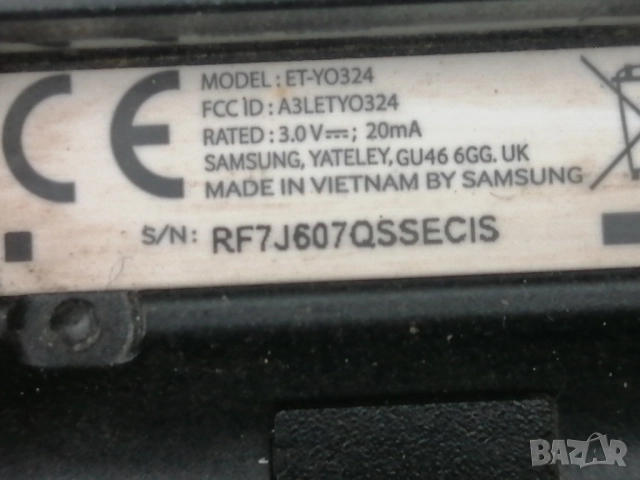 CE
MODEL : ET-YO324
FCC ID : A3LETYO324
RATED : 3.0 V⎓; 20mA
SAMSUNG, YATELEY, GU46 6GG. UK
MADE IN VIETNAM BY SAMSUNG
S/N: RF7J607QSSECIS
BAZAR